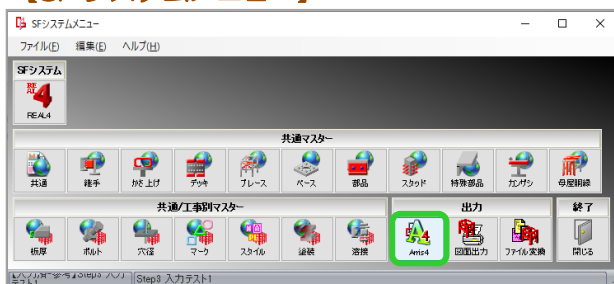 SFシステムメニュー
ファイル(F) 編集(E) ヘルプ(H)
SFシステム
REAL4
共通マスター
共通 継手 かさ上げ デッキ ブレース ベース 部品 スタッド 特殊部品 カンザシ 母屋胴縁
共通/工事別マスター 出力 終了
板厚 ボルト 穴径 マーク スタイル 塗装 溶接 Arris4 図面出力 ファイル変換 閉じる
Step3 入力テスト1